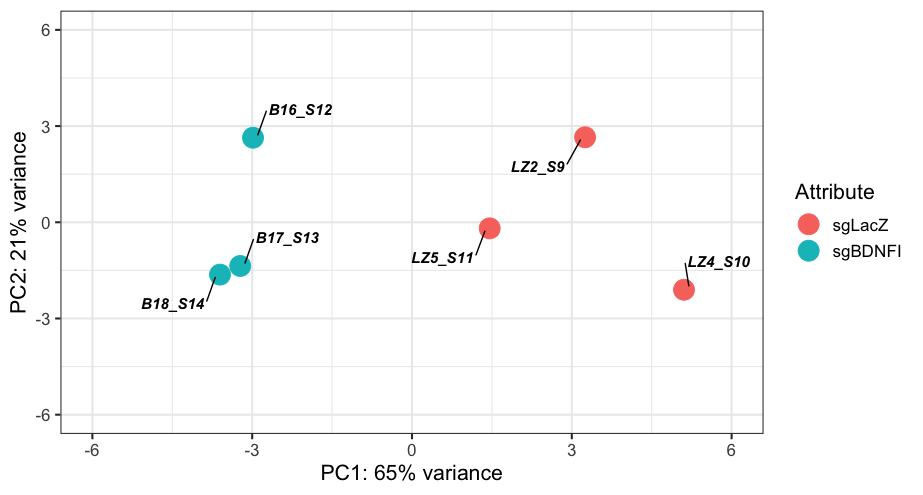 6
3
0
-3
-6
PC2: 21% variance
B16_S12
LZ2_S9
B17_S13
LZ5_S11
LZ4_S10
B18_S14
-6
-3
0
3
6
PC1: 65% variance
Attribute
sgLacZ
sgBDNFI